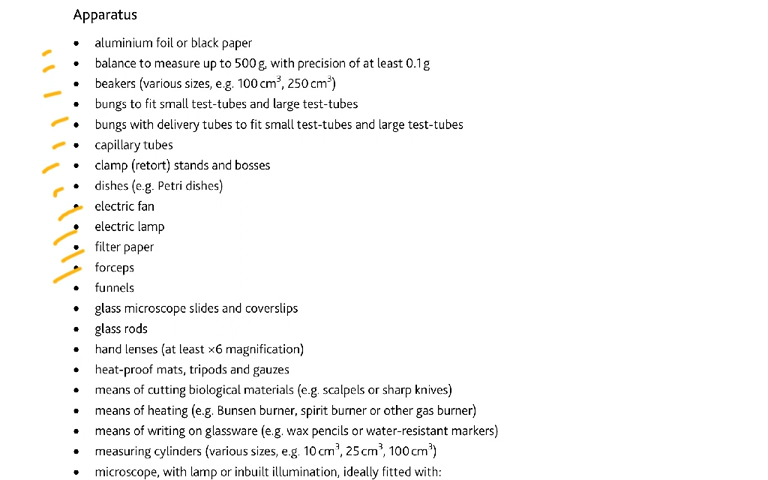 Apparatus
• aluminium foil or black paper
• balance to measure up to 500 g, with precision of at least 0.1 g
• beakers (various sizes, e.g. 100 cm³, 250 cm³)
• bungs to fit small test-tubes and large test-tubes
• bungs with delivery tubes to fit small test-tubes and large test-tubes
• capillary tubes
• clamp (retort) stands and bosses
• dishes (e.g. Petri dishes)
• electric fan
• electric lamp
• filter paper
• forceps
• funnels
• glass microscope slides and coverslips
• glass rods
• hand lenses (at least ×6 magnification)
• heat-proof mats, tripods and gauzes
• means of cutting biological materials (e.g. scalpels or sharp knives)
• means of heating (e.g. Bunsen burner, spirit burner or other gas burner)
• means of writing on glassware (e.g. wax pencils or water-resistant markers)
• measuring cylinders (various sizes, e.g. 10 cm³, 25 cm³, 100 cm³)
• microscope, with lamp or inbuilt illumination, ideally fitted with: